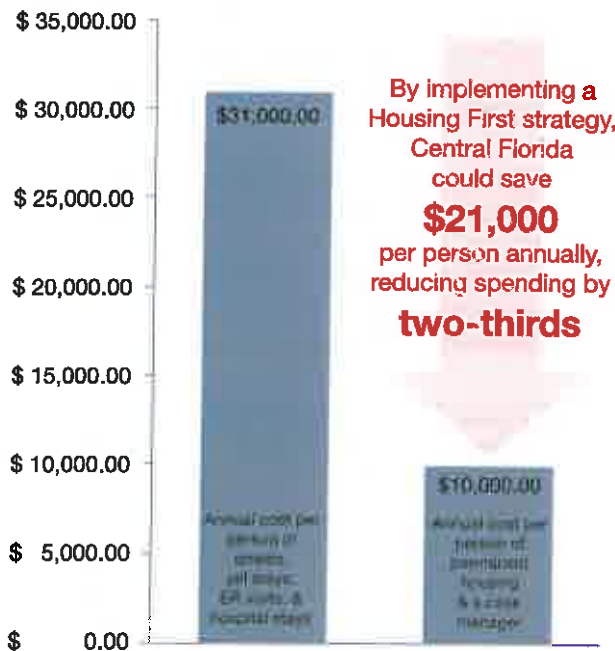 $ 35,000.00
$ 30,000.00
$ 25,000.00
$ 20,000.00
$ 15,000.00
$ 10,000.00
$ 5,000.00
$ 0.00
$31,000.00
Annual cost per
person of
arrests,
jail stays,
ER visits, &
hospital stays
By implementing a
Housing First strategy,
Central Florida
could save
$21,000
per person annually,
reducing spending by
two-thirds
$10,000.00
Annual cost per
person of
permanent
housing
& a case
manager